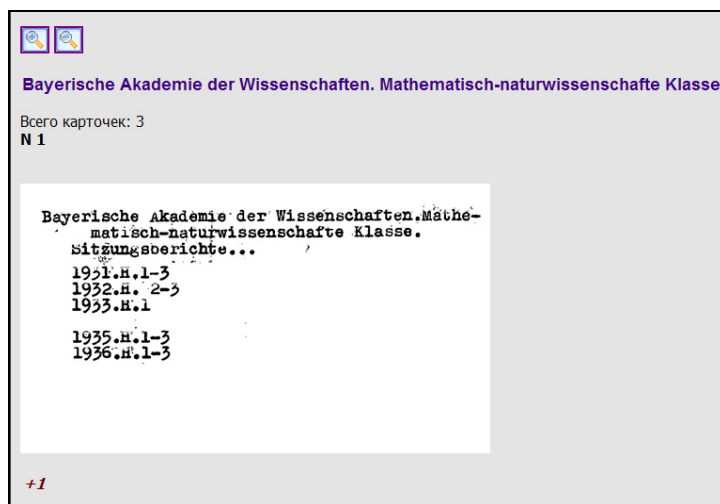 Bayerische Akademie der Wissenschaften. Mathematisch-naturwissenschafte Klasse
Всего карточек: 3
N 1
Bayerische Akademie der Wissenschaften.Mathe-
matisch-naturwissenschafte Klasse.
Sitzungsberichte...
1931.H.1-3
1932.H. 2-3
1933.H.1
1935.H.1-3
1936.H.1-3
+1